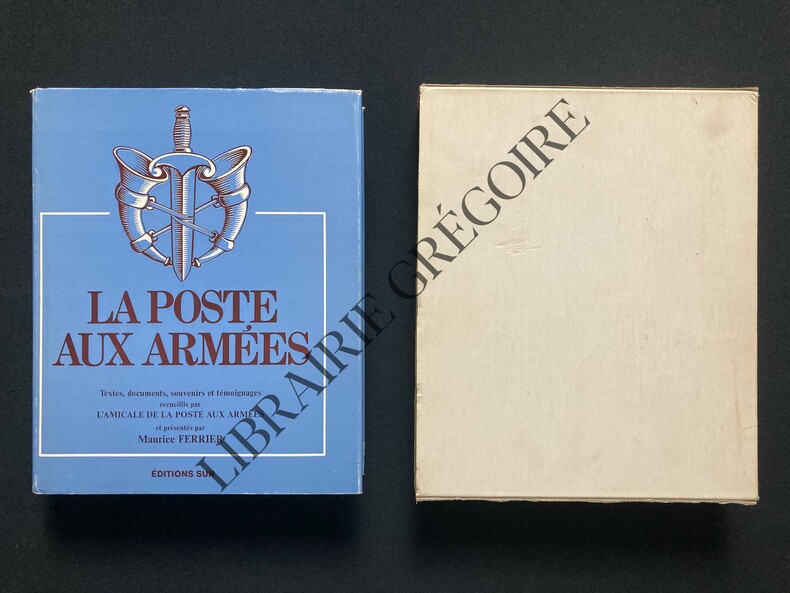 LA POSTE
AUX ARMÉES
Textes, documents, souvenirs et témoignages
recueillis par
L'AMICALE DE LA POSTE AUX ARMÉES
et présentés par
Maurice FERRIER
ÉDITIONS SUN
LIBRAIRIE GRÉGOIRE